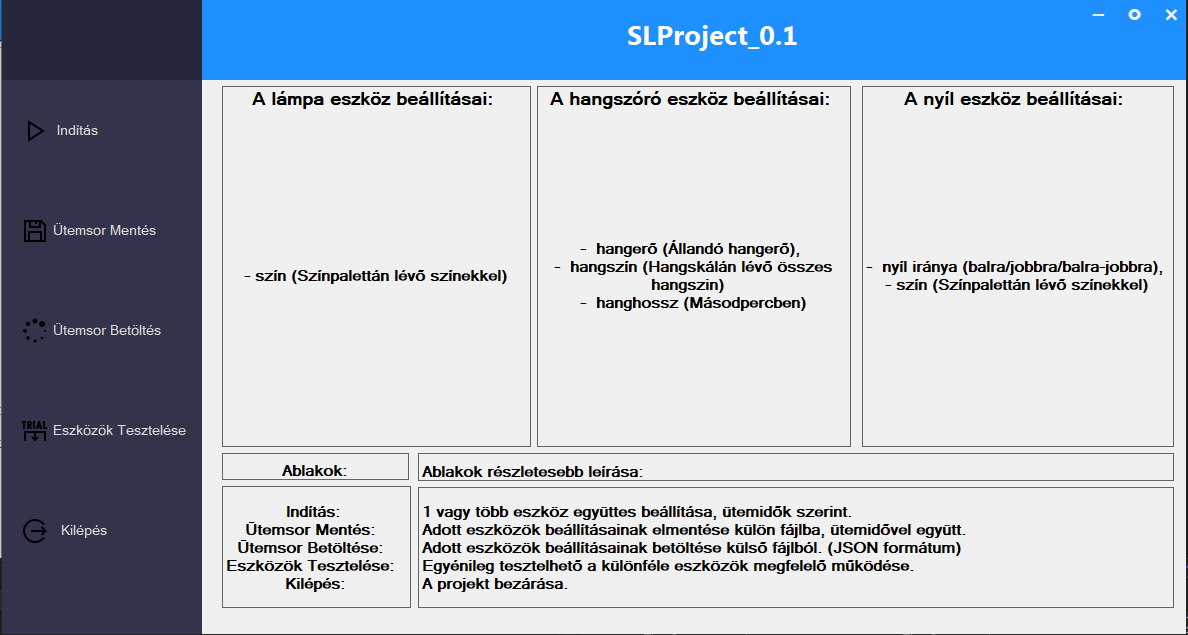 SLProject_0.1
Indítás
Ütemsor Mentés
Ütemsor Betöltés
TRIAL
Eszközök Tesztelése
Kilépés
A lámpa eszköz beállításai:
- szín (Színpalettán lévő színekkel)
A hangszóró eszköz beállításai:
- hangerő (Állandó hangerő),
- hangszín (Hangskálán lévő összes
hangszin)
- hanghossz (Másodpercben)
A nyíl eszköz beállításai:
- nyíl iránya (balra/jobbra/balra-jobbra),
- szín (Színpalettán lévő színekkel)
Ablakok:
Ablakok részletesebb leírása:
Indítás:
1 vagy több eszköz együttes beállítása, ütemidők szerint.
Ütemsor Mentés:
Adott eszközök beállításainak elmentése külön fájlba, ütemidővel együtt.
Ütemsor Betöltése:
Adott eszközök beállításainak betöltése külső fájlból. (JSON formátum)
Eszközök Tesztelése:
Egyénileg tesztelhető a különféle eszközök megfelelő működése.
Kilépés:
A projekt bezárása.